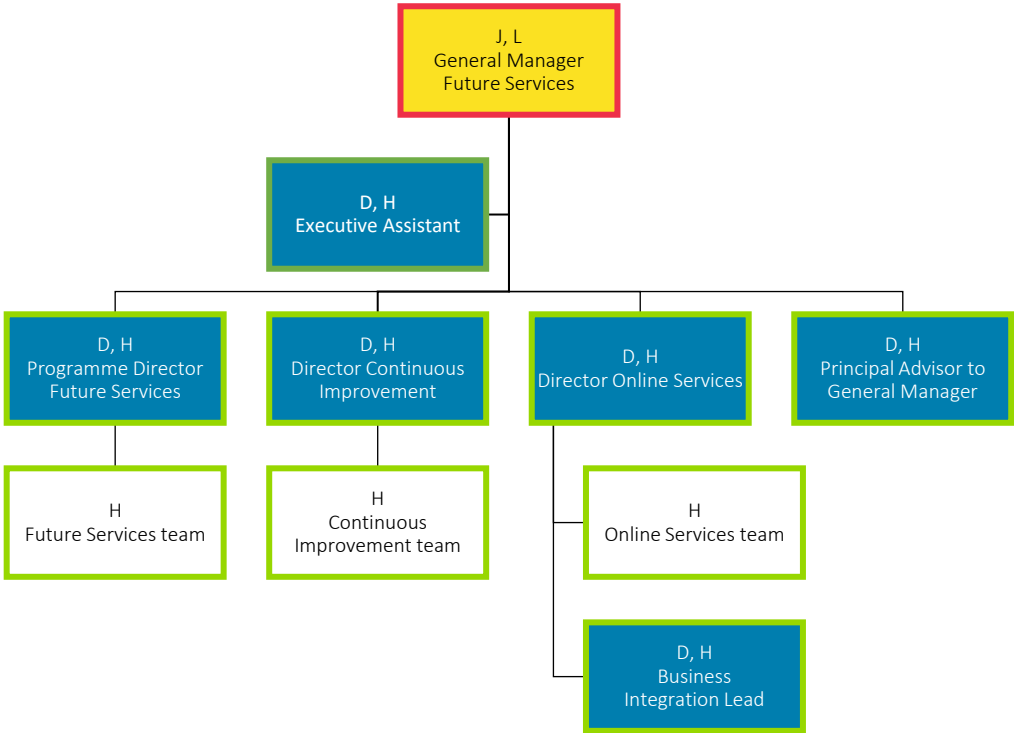 J, L
General Manager
Future Services
D, H
Executive Assistant
D, H
Programme Director
Future Services
D, H
Director Continuous
Improvement
D, H
Director Online Services
D, H
Principal Advisor to
General Manager
H
Future Services team
H
Continuous
Improvement team
H
Online Services team
D, H
Business
Integration Lead